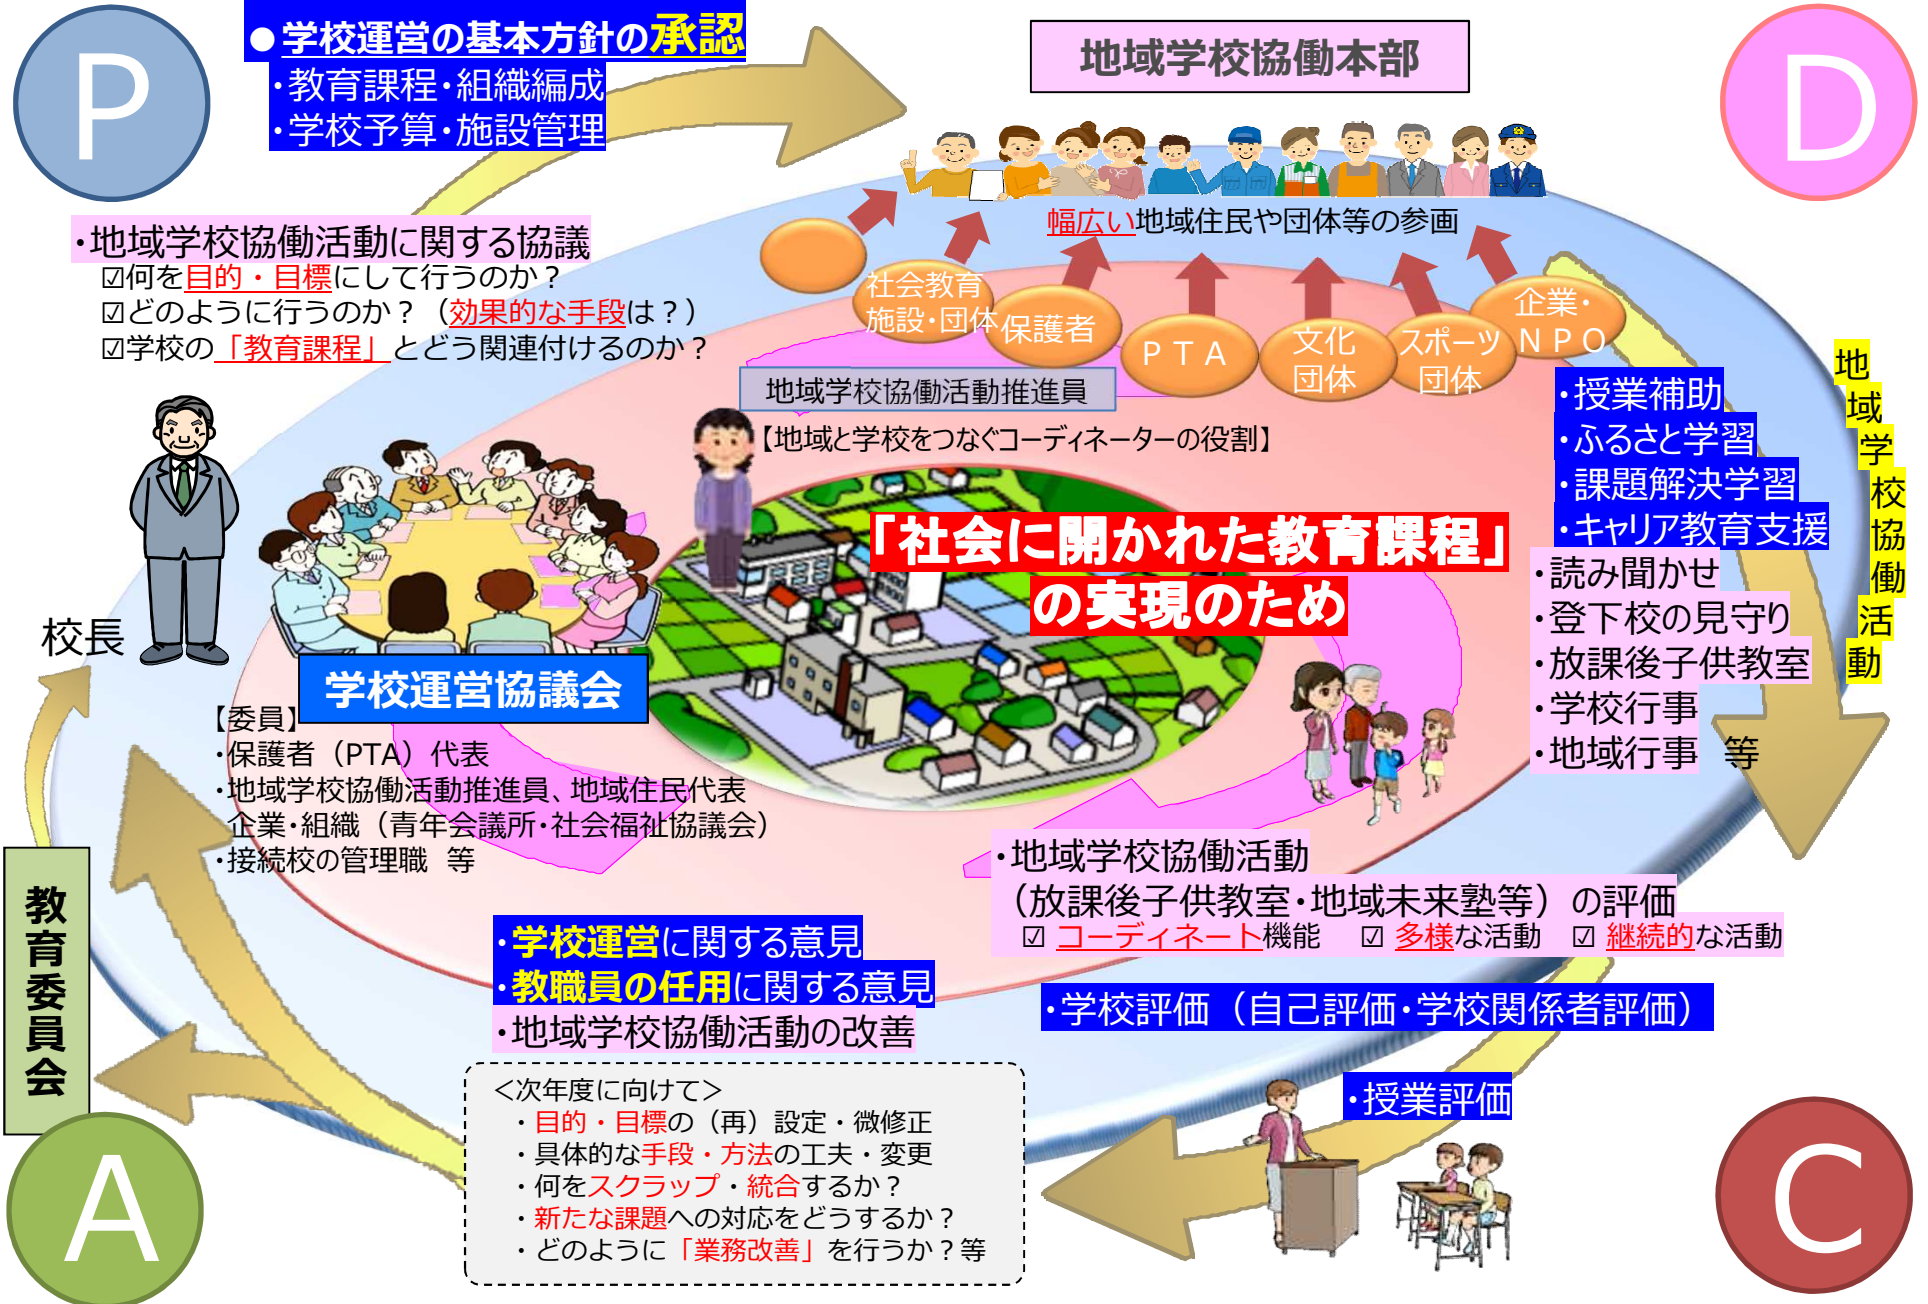 P
●学校運営の基本方針の承認
・教育課程・組織編成
・学校予算・施設管理
地域学校協働本部
D
・地域学校協働活動に関する協議
☑何を目的・目標にして行うのか？
☑どのように行うのか？（効果的な手段は？）
☑学校の「教育課程」とどう関連付けるのか？
幅広い地域住民や団体等の参画
社会教育
施設・団体
保護者
ＰＴＡ
文化
団体
スポーツ
団体
企業・
ＮＰＯ
地域学校協働活動推進員
【地域と学校をつなぐコーディネーターの役割】
「社会に開かれた教育課程」
の実現のため
・授業補助
・ふるさと学習
・課題解決学習
・キャリア教育支援
・読み聞かせ
・登下校の見守り
・放課後子供教室
・学校行事
・地域行事　等
地域学校協働活動
校長
学校運営協議会
【委員】
・保護者（PTA）代表
・地域学校協働活動推進員、地域住民代表
企業・組織（青年会議所・社会福祉協議会）
・接続校の管理職　等
教育委員会
・地域学校協働活動
（放課後子供教室・地域未来塾等）の評価
☑ コーディネート機能　☑ 多様な活動　☑ 継続的な活動
・学校評価（自己評価・学校関係者評価）
・授業評価
C
・学校運営に関する意見
・教職員の任用に関する意見
・地域学校協働活動の改善
＜次年度に向けて＞
・目的・目標の（再）設定・微修正
・具体的な手段・方法の工夫・変更
・何をスクラップ・統合するか？
・新たな課題への対応をどうするか？
・どのように「業務改善」を行うか？等
A